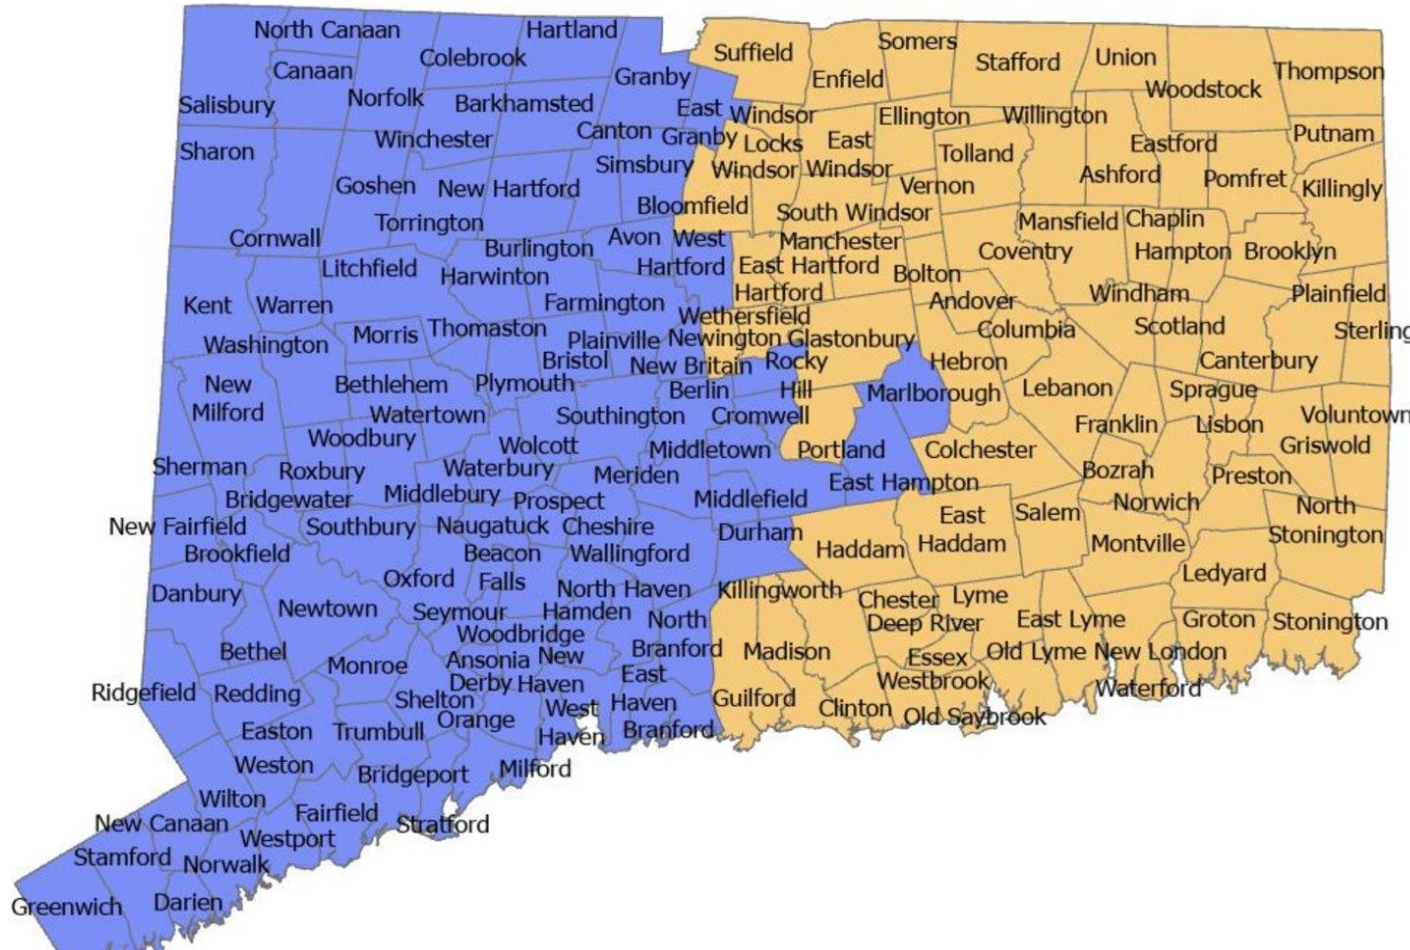 North Canaan
Hartland
Colebrook
Canaan
Granby
Suffield
Enfield
Somers
Stafford
Union
Woodstock
Thompson
Salisbury
Norfolk
Barkhamsted
East
Granby
Windsor
Locks
Ellington
Willington
Putnam
Sharon
Winchester
Canton
Simsbury
Windsor
East
Windsor
Tolland
Eastford
Ashford
Pomfret
Killingly
Goshen
New Hartford
Vernon
Torrington
Bloomfield
South Windsor
Mansfield
Chaplin
Cornwall
Burlington
Avon
West
Hartford
Manchester
East Hartford
Hartford
Bolton
Coventry
Hampton
Brooklyn
Litchfield
Harwinton
Kent
Warren
Farmington
Andover
Windham
Plainfield
Wethersfield
Morris
Thomaston
Plainville
Newington
Glastonbury
Columbia
Scotland
Sterling
Washington
Bristol
New Britain
Rocky
Hill
Hebron
Canterbury
New
Milford
Bethlehem
Plymouth
Berlin
Marlborough
Lebanon
Sprague
Watertown
Southington
Cromwell
Franklin
Lisbon
Voluntown
Griswold
Woodbury
Wolcott
Middletown
Portland
Colchester
Sherman
Roxbury
Waterbury
Meriden
Bozrah
Preston
Bridgewater
Middlebury
Prospect
Middlefield
East Hampton
Norwich
North
Stonington
New Fairfield
Southbury
Naugatuck
Cheshire
Durham
East
Haddam
Salem
Brookfield
Beacon
Falls
Wallingford
Haddam
Montville
Danbury
Oxford
North Haven
Killingworth
Ledyard
Newtown
Seymour
Hamden
North
Branford
Chester
Lyme
Deep River
East Lyme
Groton
Stonington
Woodbridge
Bethel
Monroe
Ansonia
New
Haven
Madison
Essex
Old Lyme
New London
Ridgefield
Redding
Derby
East
Haven
Westbrook
Waterford
Shelton
Guilford
Clinton
Old Saybrook
Easton
Trumbull
Orange
West
Haven
Branford
Weston
Bridgeport
Milford
Wilton
Fairfield
New Canaan
Stratford
Westport
Stamford
Norwalk
Greenwich
Darien